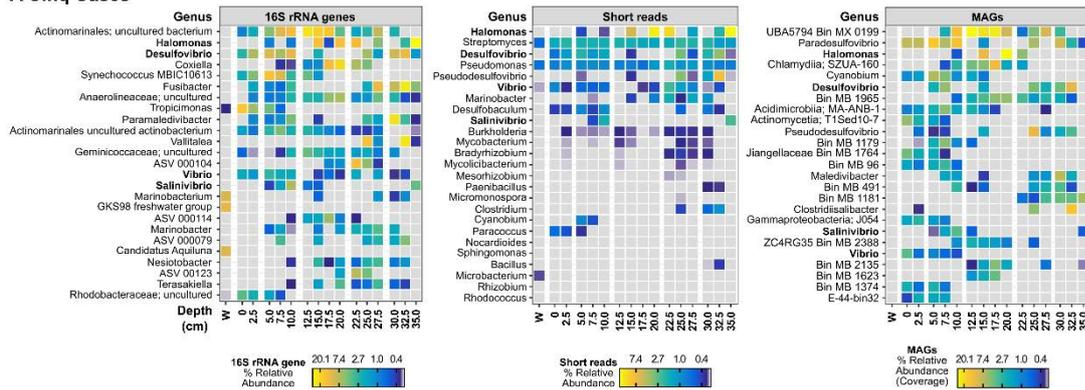 Genus
16S rRNA genes
Actinomarinales; uncultured bacterium
Halomonas
Desulfovibrio
Coxiella
Synechococcus MBIC10613
Fusibacter
Anaerolineaceae; uncultured
Tropicimonas
Paramaledivibacter
Actinomarinales uncultured actinobacterium
Vallitalea
Geminicoccaceae; uncultured
ASV 000104
Vibrio
Salinivibrio
Marinobacterium
GKS98 freshwater group
ASV 000114
Marinobacter
ASV 000079
Candidatus Aquiluna
Nesiotobacter
ASV 00123
Terasakiella
Rhodobacteraceae; uncultured
Depth
(cm)
W 0 2.5 5.0 7.5 10.0 12.5 15.0 17.5 20.0 22.5 25.0 27.5 30.0 32.5 35.0
16S rRNA gene
% Relative
Abundance
20.1 7.4 2.7 1.0 0.4
Genus
Short reads
Halomonas
Streptomyces
Desulfovibrio
Pseudomonas
Pseudodesulfovibrio
Vibrio
Marinobacter
Desulfobaculum
Salinivibrio
Burkholderia
Mycobacterium
Bradyrhizobium
Mycolicibacterium
Mesorhizobium
Paenibacillus
Micromonospora
Clostridium
Cyanobium
Paracoccus
Nocardioides
Sphingomonas
Bacillus
Microbacterium
Rhizobium
Rhodococcus
W 0 2.5 5.0 7.5 10.0 12.5 15.0 17.5 20.0 22.5 25.0 27.5 30.0 32.5 35.0
Short reads
% Relative
Abundance
7.4 2.7 1.0 0.4
Genus
MAGs
UBA5794 Bin MX 0199
Paradesulfovibrio
Halomonas
Chlamydiia; SZUA-160
Cyanobium
Desulfovibrio
Bin MB 1965
Acidimicrobiia; MA-ANB-1
Actinomycetia; T1Sed10-7
Pseudodesulfovibrio
Bin MB 1179
Jiangellaceae Bin MB 1764
Bin MB 96
Maledivibacter
Bin MB 491
Bin MB 1181
Clostridiisalibacter
Gammaproteobacteria; J054
Salinivibrio
ZC4RG35 Bin MB 2388
Vibrio
Bin MB 2135
Bin MB 1623
Bin MB 1374
E-44-bin32
0 2.5 5.0 7.5 10.0 12.5 15.0 17.5 20.0 22.5 25.0 27.5 30.0 32.5 35.0
MAGs
% Relative
Abundance
(Coverage)
20.1 7.4 2.7 1.0 0.4